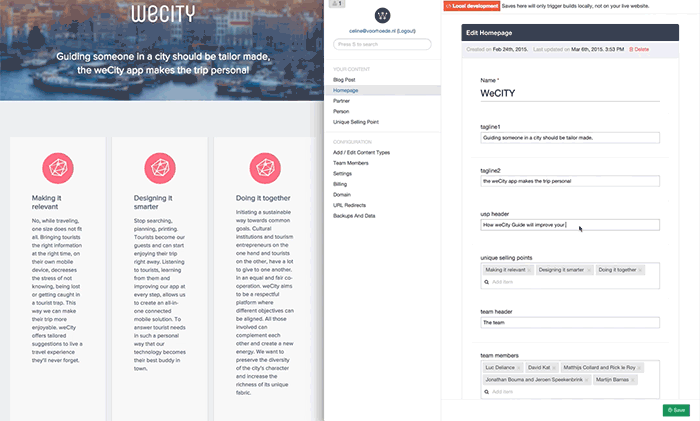 WECITY
Guiding someone in a city should be tailor made,
the weCity app makes the trip personal
Making it
relevant
No, while traveling,
one size does not fit
all. Bringing tourists
the right information
at the right time, on
their own mobile
device, decreases
the stress of not
knowing, being lost
or getting caught in
a tourist trap. This
way we can make
their trip more
enjoyable. weCity
offers tailored
suggestions to live a
travel experience
they'll never forget.
Designing it
smarter
Stop searching,
planning, printing.
Tourists become our
guests and can start
enjoying their trip
right away. Listening
to tourists, learning
from them and
improving our app at
every step, allows us
to create an all-in-
one connected
mobile solution. To
answer tourist needs
in such a personal
way that our
technology becomes
their best buddy in
town.
Doing it together
Initiating a sustainable
way towards common
goals. Cultural
institutions and tourism
entrepreneurs on the
one hand and tourists
on the other, have a lot
to give to one another.
In an equal and fair co-
operation. weCity aims
to be a respectful
platform where
different objectives can
be aligned. All those
involved can
complement each
other and create a new
energy. We want to
preserve the diversity
of the city's character
and increase the
richness of its unique
fabric.
1
celine@voorhoede.nl (Logout)
Press S to search
YOUR CONTENT
Blog Post
Homepage
Partner
Person
Unique Selling Point
CONFIGURATION
Add / Edit Content Types
Team Members
Settings
Billing
Domain
URL Redirects
Backups And Data
Local development Saves here will only trigger builds locally, not on your live website.
Edit Homepage
Created on Feb 24th, 2015. Last updated on Mar 6th, 2015, 3:53 PM Delete
Name *
WeCITY
tagline1
Guiding someone in a city should be tailor made,
tagline2
the weCity app makes the trip personal
usp header
How weCity Guide will improve your
unique selling points
Making it relevant Designing it smarter Doing it together
Add item
team header
The team
team members
David Kat Matthijs Collard and Rick le Roy
Jonathan Bouma and Jeroen Speekenbrink Martijn Barnas
Add item
Save